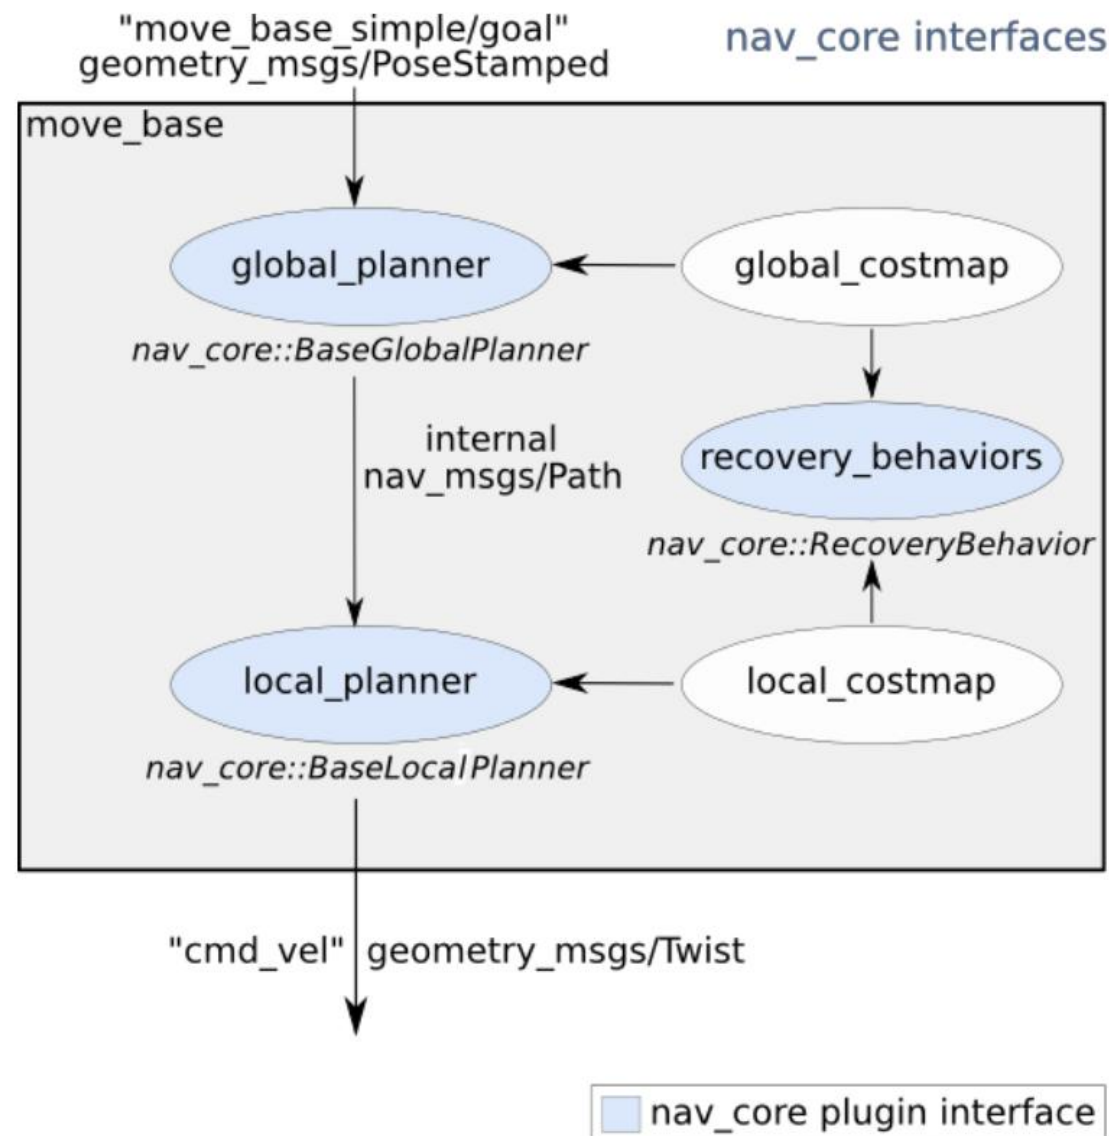 "move_base_simple/goal"
geometry_msgs/PoseStamped
nav_core interfaces
move_base
global_planner
global_costmap
nav_core::BaseGlobalPlanner
internal
nav_msgs/Path
recovery_behaviors
nav_core::RecoveryBehavior
local_planner
local_costmap
nav_core::BaseLocalPlanner
"cmd_vel" geometry_msgs/Twist
nav_core plugin interface